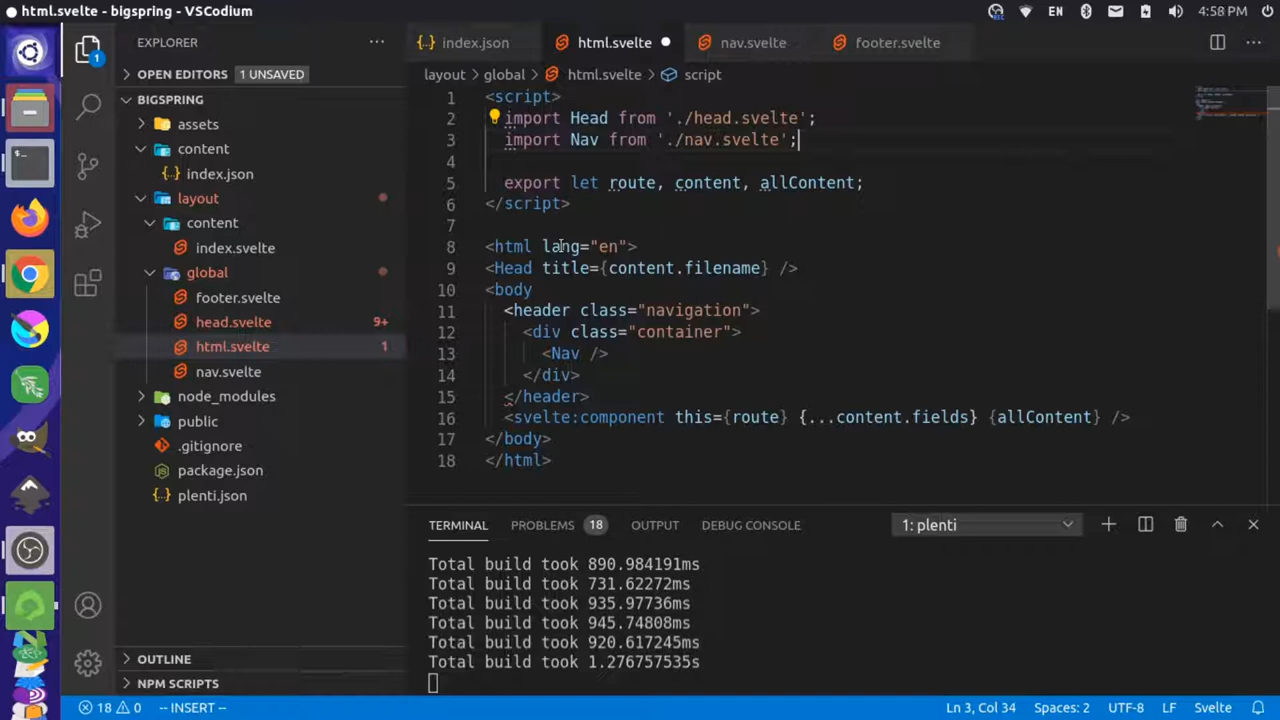 html.svelte - bigspring - VSCodium
EN
4:58 PM
EXPLORER
index.json
html.svelte
nav.svelte
footer.svelte
OPEN EDITORS 1 UNSAVED
BIGSPRING
assets
content
index.json
layout
content
index.svelte
global
footer.svelte
head.svelte 9+
html.svelte 1
nav.svelte
node_modules
public
.gitignore
package.json
plenti.json
OUTLINE
NPM SCRIPTS
1
layout > global > html.svelte > script
1 <script>
2 import Head from './head.svelte';
3 import Nav from './nav.svelte';
4
5 export let route, content, allContent;
6 </script>
7
8 <html lang="en">
9 <Head title={content.filename} />
10 <body
11 <header class="navigation">
12 <div class="container">
13 <Nav />
14 </div>
15 </header>
16 <svelte:component this={route} {...content.fields} {allContent} />
17 </body>
18 </html>
TERMINAL PROBLEMS 18 OUTPUT DEBUG CONSOLE 1: plenti
Total build took 890.984191ms
Total build took 731.62272ms
Total build took 935.97736ms
Total build took 945.74808ms
Total build took 920.617245ms
Total build took 1.276757535s
18 0 -- INSERT -- Ln 3, Col 34 Spaces: 2 UTF-8 LF Svelte